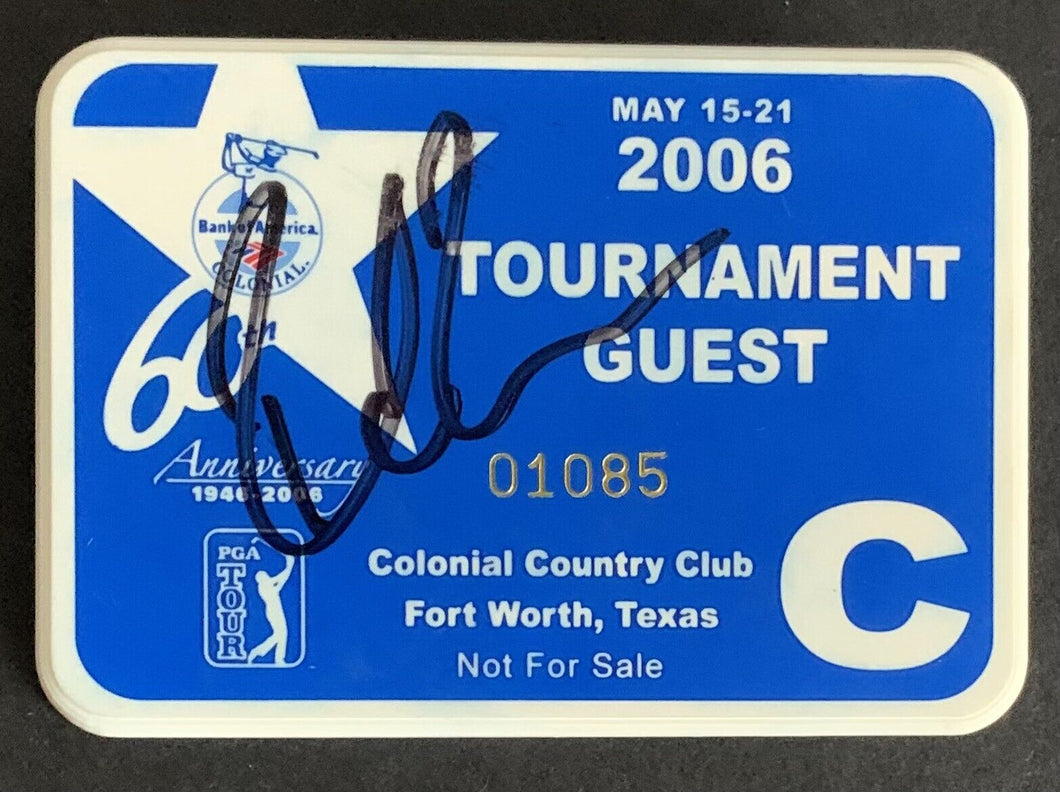 MAY 15-21
2006
Bank of America
COLONIAL.
TOURNAMENT
GUEST
60th
Anniversary
1946-2006
01085
PGA
TOUR
Colonial Country Club
Fort Worth, Texas
Not For Sale
C